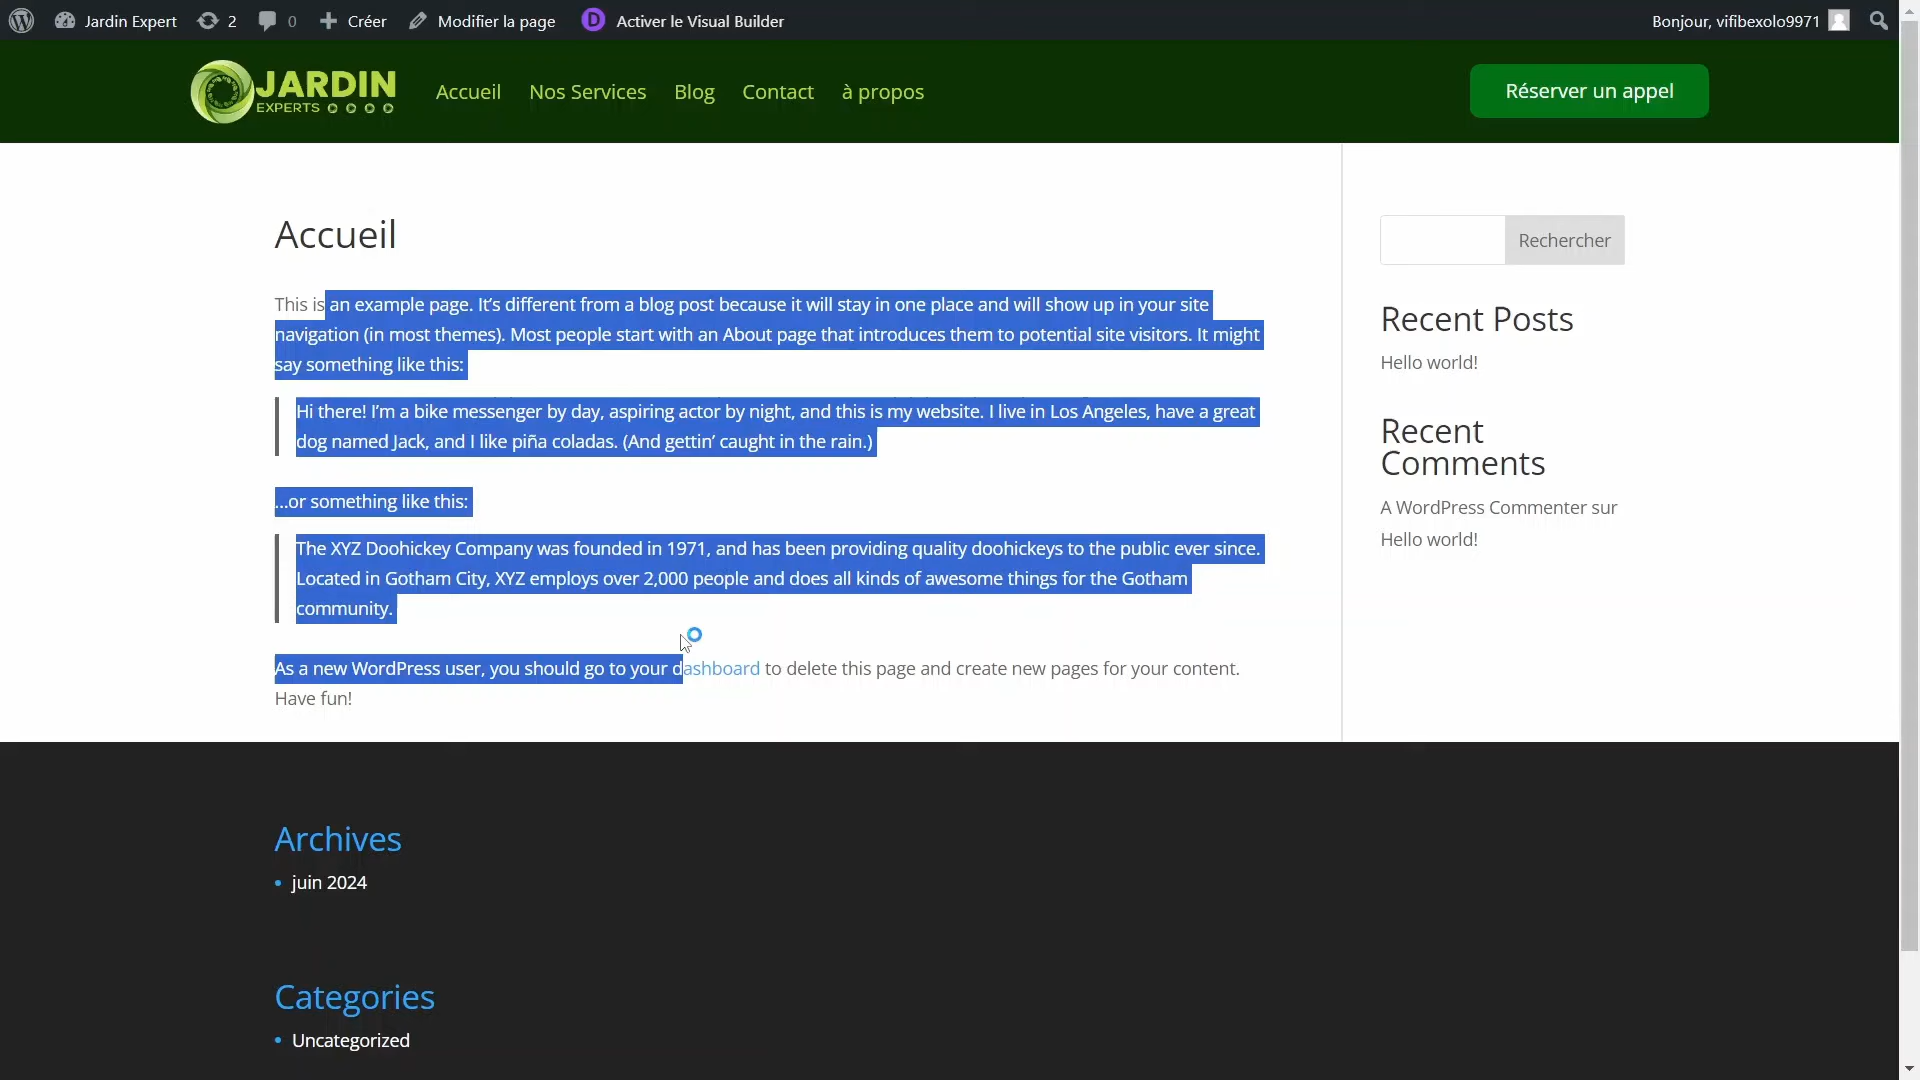 Jardin Expert 2 0 Créer Modifier la page D Activer le Visual Builder Bonjour, vifibexolo9971
JARDIN
EXPERTS
Accueil Nos Services Blog Contact à propos Réserver un appel
Accueil
This is an example page. It’s different from a blog post because it will stay in one place and will show up in your site
navigation (in most themes). Most people start with an About page that introduces them to potential site visitors. It might
say something like this:
Hi there! I’m a bike messenger by day, aspiring actor by night, and this is my website. I live in Los Angeles, have a great
dog named Jack, and I like piña coladas. (And gettin’ caught in the rain.)
…or something like this:
The XYZ Doohickey Company was founded in 1971, and has been providing quality doohickeys to the public ever since.
Located in Gotham City, XYZ employs over 2,000 people and does all kinds of awesome things for the Gotham
community.
As a new WordPress user, you should go to your dashboard to delete this page and create new pages for your content.
Have fun!
Rechercher
Recent Posts
Hello world!
Recent
Comments
A WordPress Commenter sur
Hello world!
Archives
juin 2024
Categories
Uncategorized